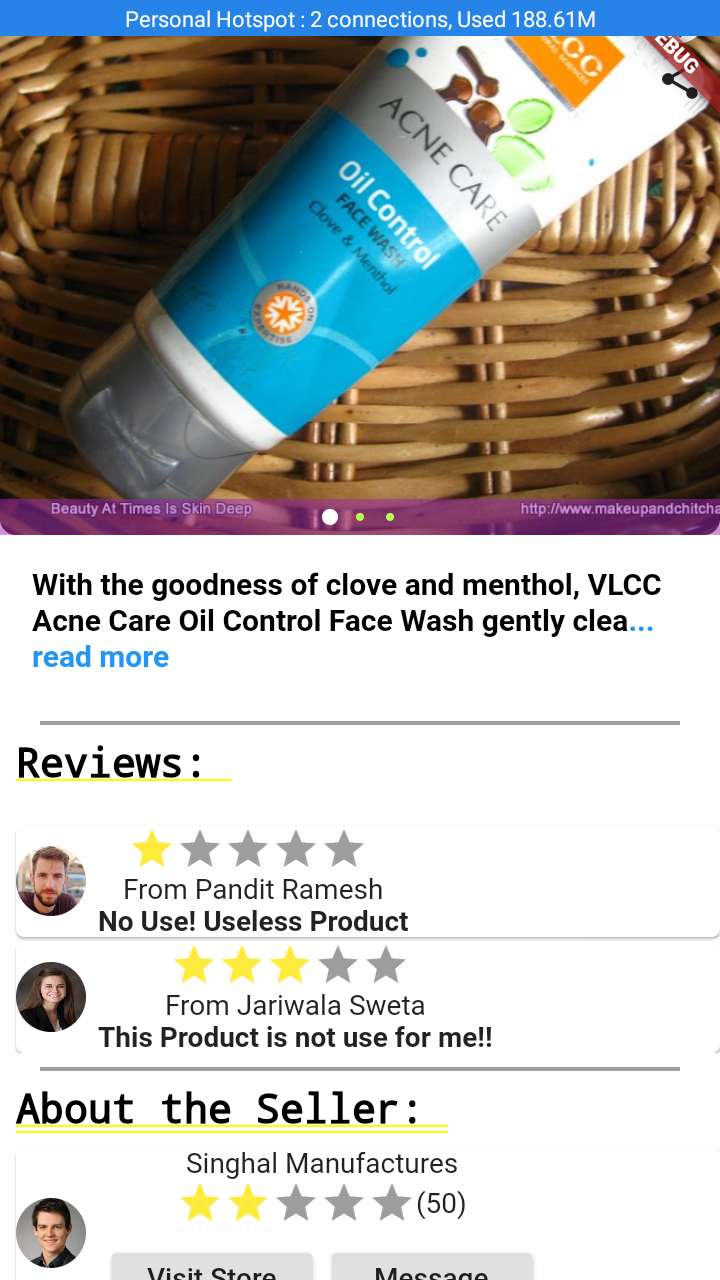 Personal Hotspot : 2 connections, Used 188.61M
EBUG
CC
ACNE CARE
Oil Control
FACE WASH
Clove & Menthol
HANDS ON
EXPERTISE
Beauty At Times Is Skin Deep
http://www.makeupandchitcha
With the goodness of clove and menthol, VLCC
Acne Care Oil Control Face Wash gently clea...
read more
Reviews:
From Pandit Ramesh
No Use! Useless Product
From Jariwala Sweta
This Product is not use for me!!
About the Seller:
Singhal Manufactures
(50)
Visit Store
Message